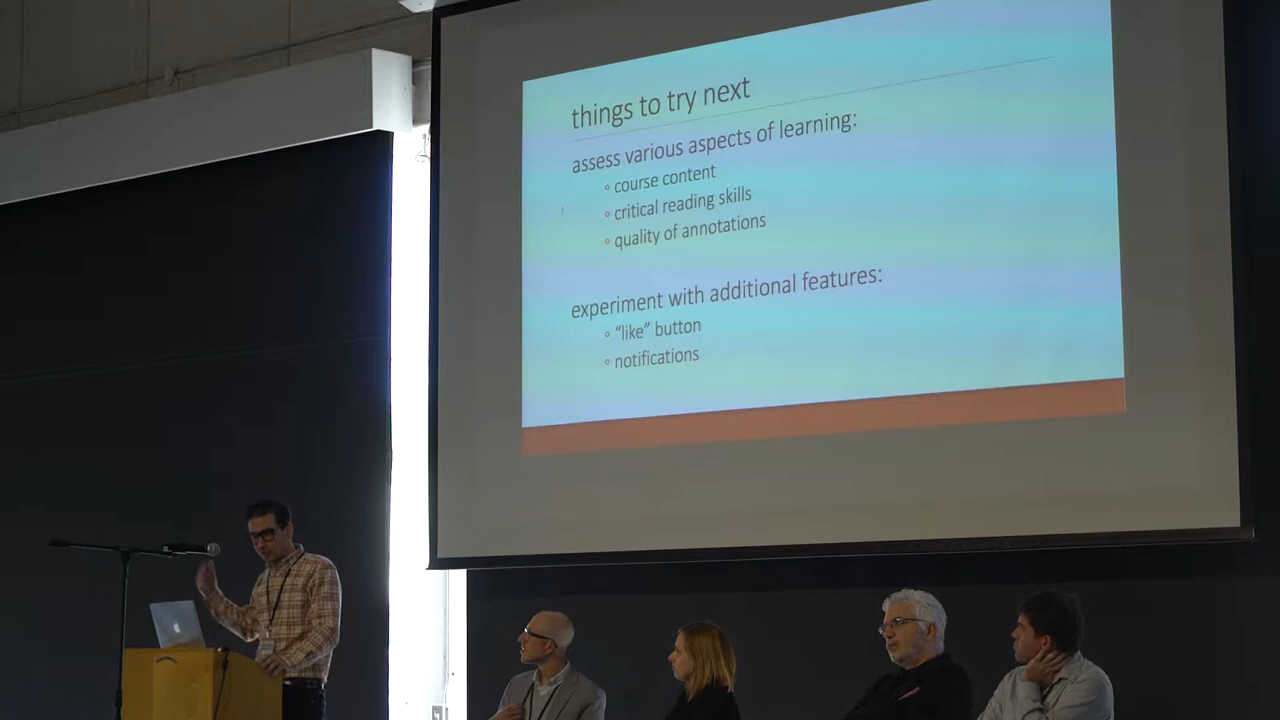 things to try next
assess various aspects of learning:
course content
critical reading skills
quality of annotations
experiment with additional features:
“like” button
notifications